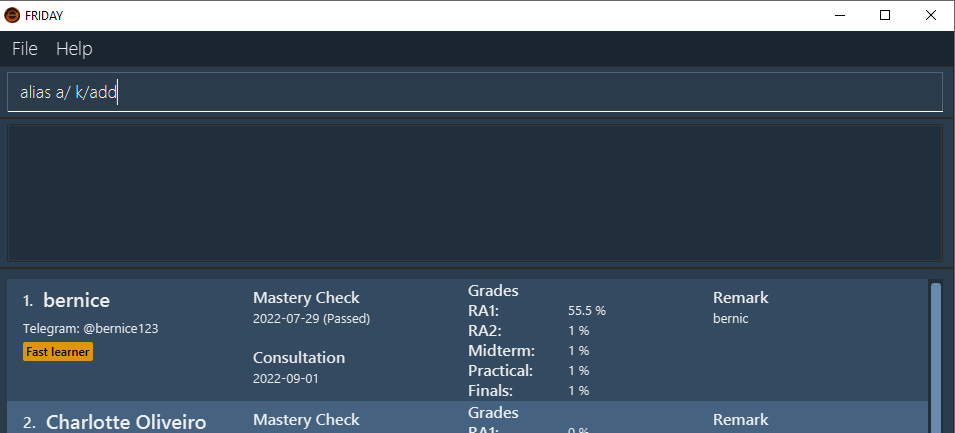 FRIDAY
File Help
alias a/ k/add
1. bernice
Telegram: @bernice123
Fast learner
Mastery Check
2022-07-29 (Passed)
Consultation
2022-09-01
Grades
RA1: 55.5 %
RA2: 1 %
Midterm: 1 %
Practical: 1 %
Finals: 1 %
Remark
bernic
2. Charlotte Oliveiro
Mastery Check
Grades
RA1: 0 %
Remark